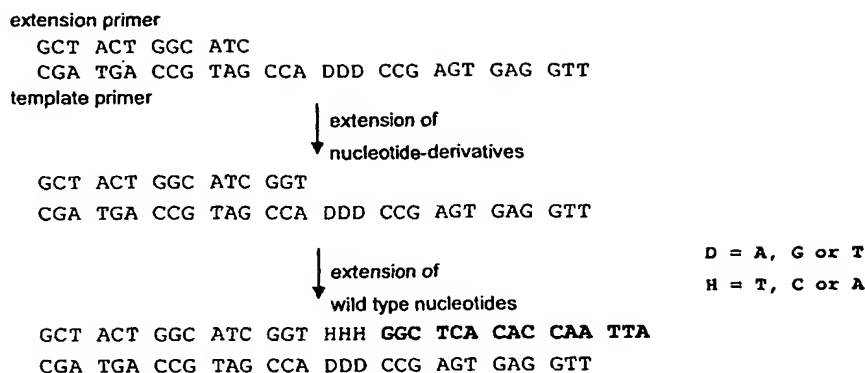 extension primer
GCT ACT GGC ATC
CGA TGA CCG TAG CCA DDD CCG AGT GAG GTT
template primer
extension of
nucleotide-derivatives
GCT ACT GGC ATC GGT
CGA TGA CCG TAG CCA DDD CCG AGT GAG GTT
D = A, G or T
H = T, C or A
extension of
wild type nucleotides
GCT ACT GGC ATC GGT HHH GGC TCA CAC CAA TTA
CGA TGA CCG TAG CCA DDD CCG AGT GAG GTT